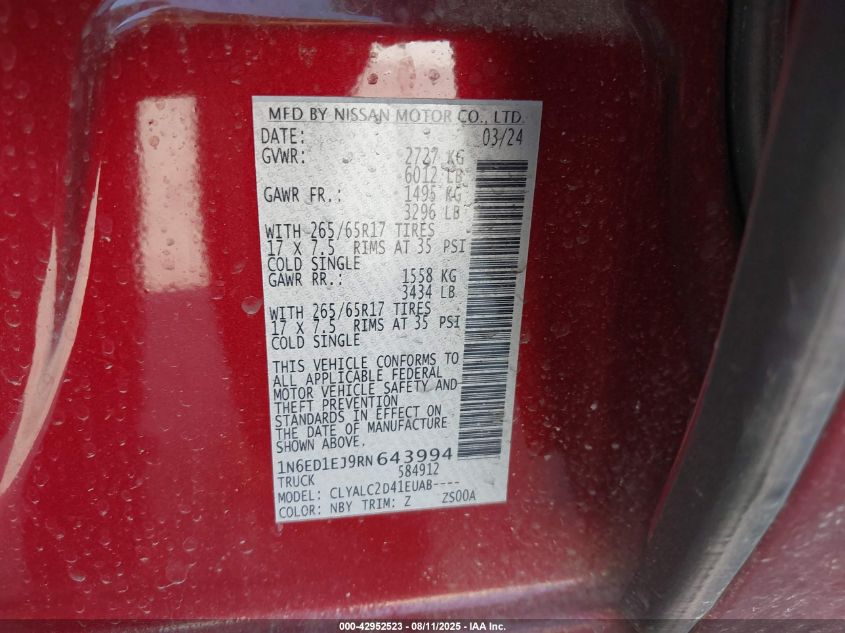 MFD BY NISSAN MOTOR CO., LTD.
DATE: 03/24
GVWR: 2727 KG
6012 LB
GAWR FR.: 1495 KG
3296 LB
WITH 265/65R17 TIRES
17 X 7.5 RIMS AT 35 PSI
COLD SINGLE
GAWR RR.: 1558 KG
3434 LB
WITH 265/65R17 TIRES
17 X 7.5 RIMS AT 35 PSI
COLD SINGLE
THIS VEHICLE CONFORMS TO
ALL APPLICABLE FEDERAL
MOTOR VEHICLE SAFETY AND
THEFT PREVENTION
STANDARDS IN EFFECT ON
THE DATE OF MANUFACTURE
SHOWN ABOVE.
1N6ED1EJ9RN643994
TRUCK 584912
MODEL: CLYALC2D41EUAB----
COLOR: NBY TRIM: Z ZS00A
000-42952523 - 08/11/2025 - IAA Inc.